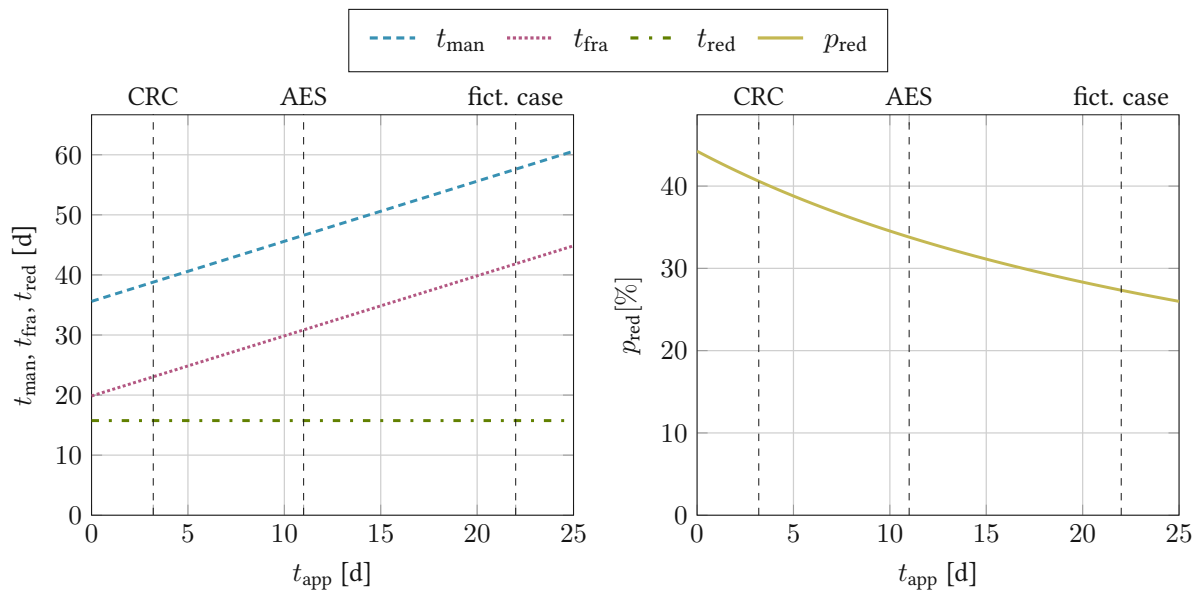 t_man t_fra t_red p_red
CRC AES fict. case
60
50
40
30
20
10
0
t_man, t_fra, t_red [d]
0 5 10 15 20 25
t_app [d]
CRC AES fict. case
40
30
20
10
0
p_red[%]
0 5 10 15 20 25
t_app [d]